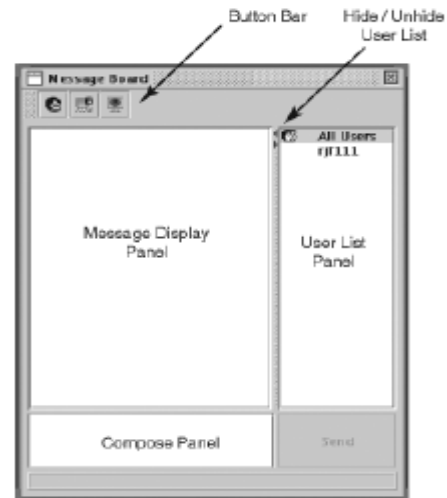 Button Bar
Hide / Unhide
User List
Message Board
All Users
rjf111
Message Display
Panel
User List
Panel
Compose Panel
Send